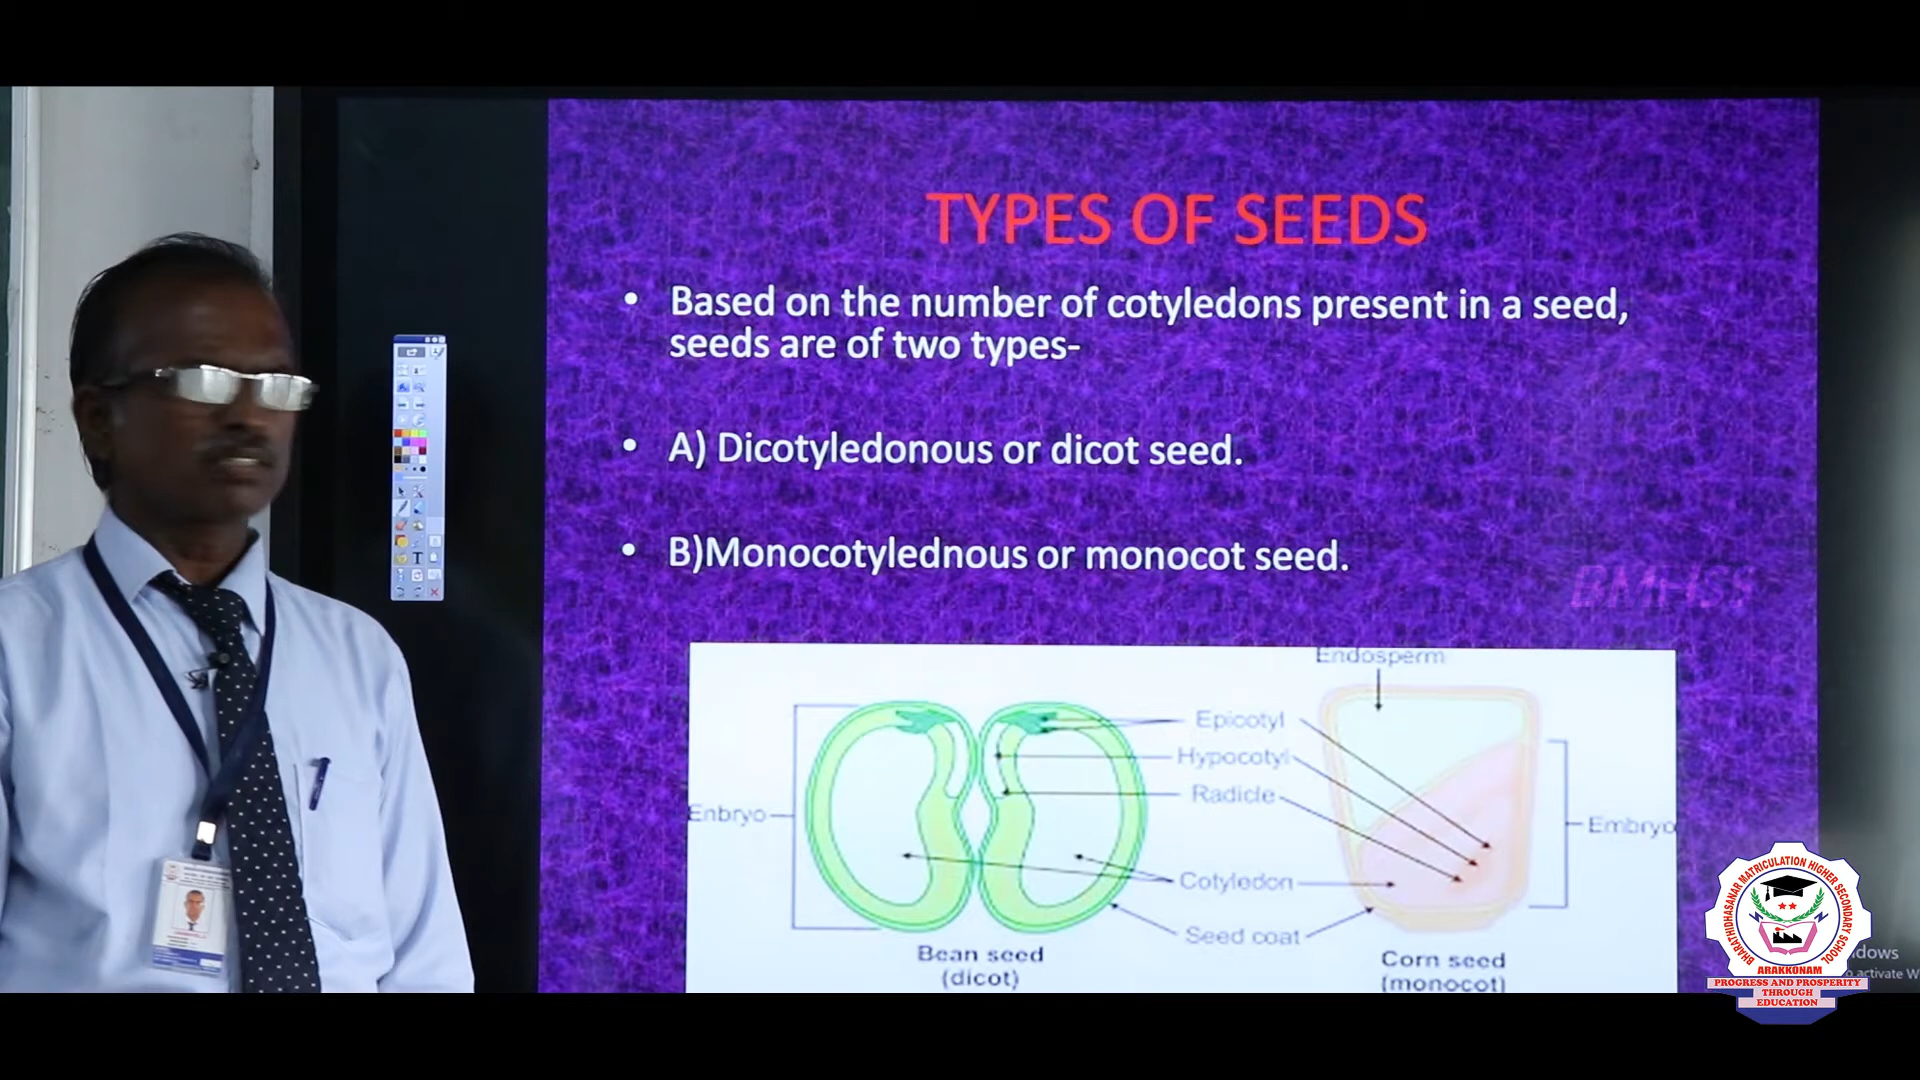 TYPES OF SEEDS
• Based on the number of cotyledons present in a seed,
seeds are of two types-
• A) Dicotyledonous or dicot seed.
• B)Monocotylednous or monocot seed.
BMHSS
Endosperm
Epicotyl
Hypocotyl
Radicle
Enbryo
Embryo
Cotyledon
Seed coat
Bean seed
(dicot)
Corn seed
(monocot)
BHARATHIDHASANAR MATRICULATION HIGHER SECONDARY SCHOOL
ARAKKONAM
PROGRESS AND PROSPERITY
THROUGH
EDUCATION
activate W